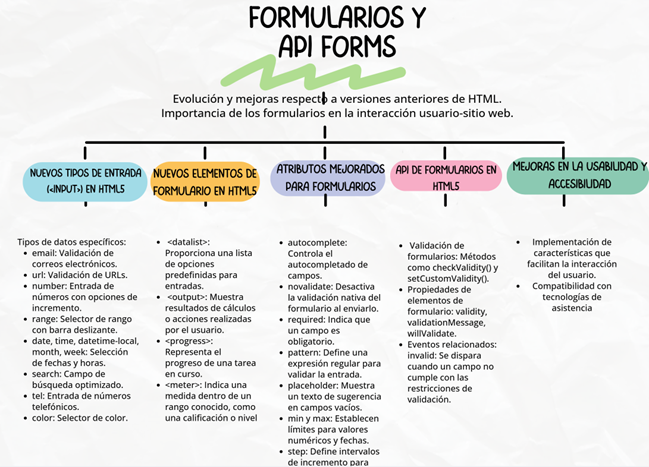 FORMULARIOS Y
API FORMS
Evolución y mejoras respecto a versiones anteriores de HTML.
Importancia de los formularios en la interacción usuario-sitio web.
NUEVOS TIPOS DE ENTRADA
(<INPUT>) EN HTML5
Tipos de datos específicos:
• email: Validación de
correos electrónicos.
• url: Validación de URLs.
• number: Entrada de
números con opciones de
incremento.
• range: Selector de rango
con barra deslizante.
• date, time, datetime-local,
month, week: Selección
de fechas y horas.
• search: Campo de
búsqueda optimizado.
• tel: Entrada de números
telefónicos.
• color: Selector de color.
NUEVOS ELEMENTOS DE
FORMULARIO EN HTML5
• <datalist>:
Proporciona una lista
de opciones
predefinidas para
entradas.
• <output>: Muestra
resultados de cálculos
o acciones realizadas
por el usuario.
• <progress>:
Representa el
progreso de una tarea
en curso.
• <meter>: Indica una
medida dentro de un
rango conocido, como
una calificación o nivel
ATRIBUTOS MEJORADOS
PARA FORMULARIOS
• autocomplete:
Controla el
autocompletado de
campos.
• novalidate: Desactiva
la validación nativa del
formulario al enviarlo.
• required: Indica que
un campo es
obligatorio.
• pattern: Define una
expresión regular para
validar la entrada.
• placeholder: Muestra
un texto de sugerencia
en campos vacíos.
• min y max: Establecen
límites para valores
numéricos y fechas.
• step: Define intervalos
de incremento para
API DE FORMULARIOS EN
HTML5
• Validación de
formularios: Métodos
como checkValidity() y
setCustomValidity().
• Propiedades de
elementos de
formulario: validity,
validationMessage,
willValidate.
• Eventos relacionados:
invalid: Se dispara
cuando un campo no
cumple con las
restricciones de
validación.
MEJORAS EN LA USABILIDAD Y
ACCESIBILIDAD
• Implementación de
características que
facilitan la interacción
del usuario.
• Compatibilidad con
tecnologías de
asistencia